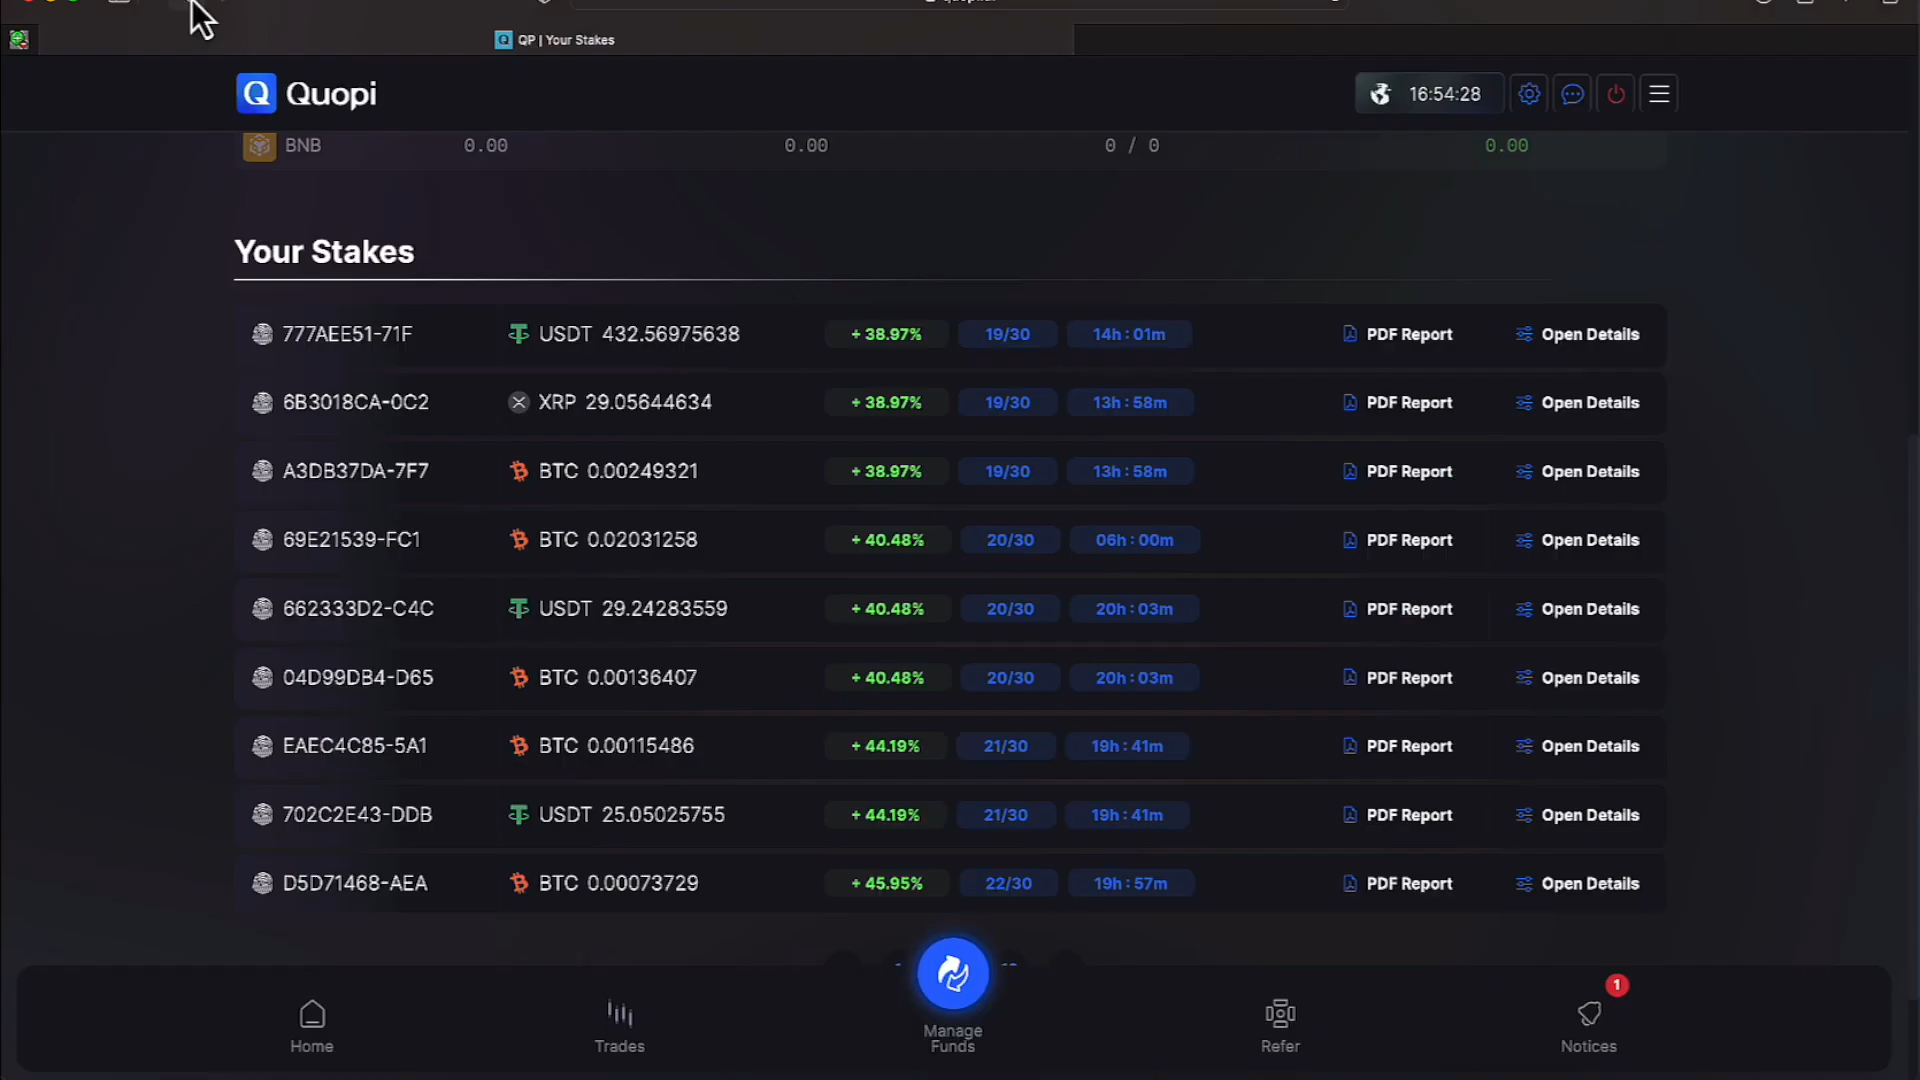 QP | Your Stakes
Quopi
16:54:28
BNB 0.00 0.00 0 / 0 0.00
Your Stakes
777AEE51-71F USDT 432.56975638 + 38.97% 19/30 14h : 01m PDF Report Open Details
6B3018CA-0C2 XRP 29.05644634 + 38.97% 19/30 13h : 58m PDF Report Open Details
A3DB37DA-7F7 BTC 0.00249321 + 38.97% 19/30 13h : 58m PDF Report Open Details
69E21539-FC1 BTC 0.02031258 + 40.48% 20/30 06h : 00m PDF Report Open Details
662333D2-C4C USDT 29.24283559 + 40.48% 20/30 20h : 03m PDF Report Open Details
04D99DB4-D65 BTC 0.00136407 + 40.48% 20/30 20h : 03m PDF Report Open Details
EAEC4C85-5A1 BTC 0.00115486 + 44.19% 21/30 19h : 41m PDF Report Open Details
702C2E43-DDB USDT 25.05025755 + 44.19% 21/30 19h : 41m PDF Report Open Details
D5D71468-AEA BTC 0.00073729 + 45.95% 22/30 19h : 57m PDF Report Open Details
1
Home Trades Manage Funds Refer Notices